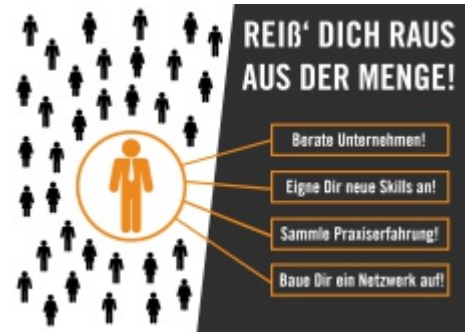 REIß‘ DICH RAUS
AUS DER MENGE!
Berate Unternehmen!
Eigne Dir neue Skills an!
Sammle Praxiserfahrung!
Baue Dir ein Netzwerk auf!